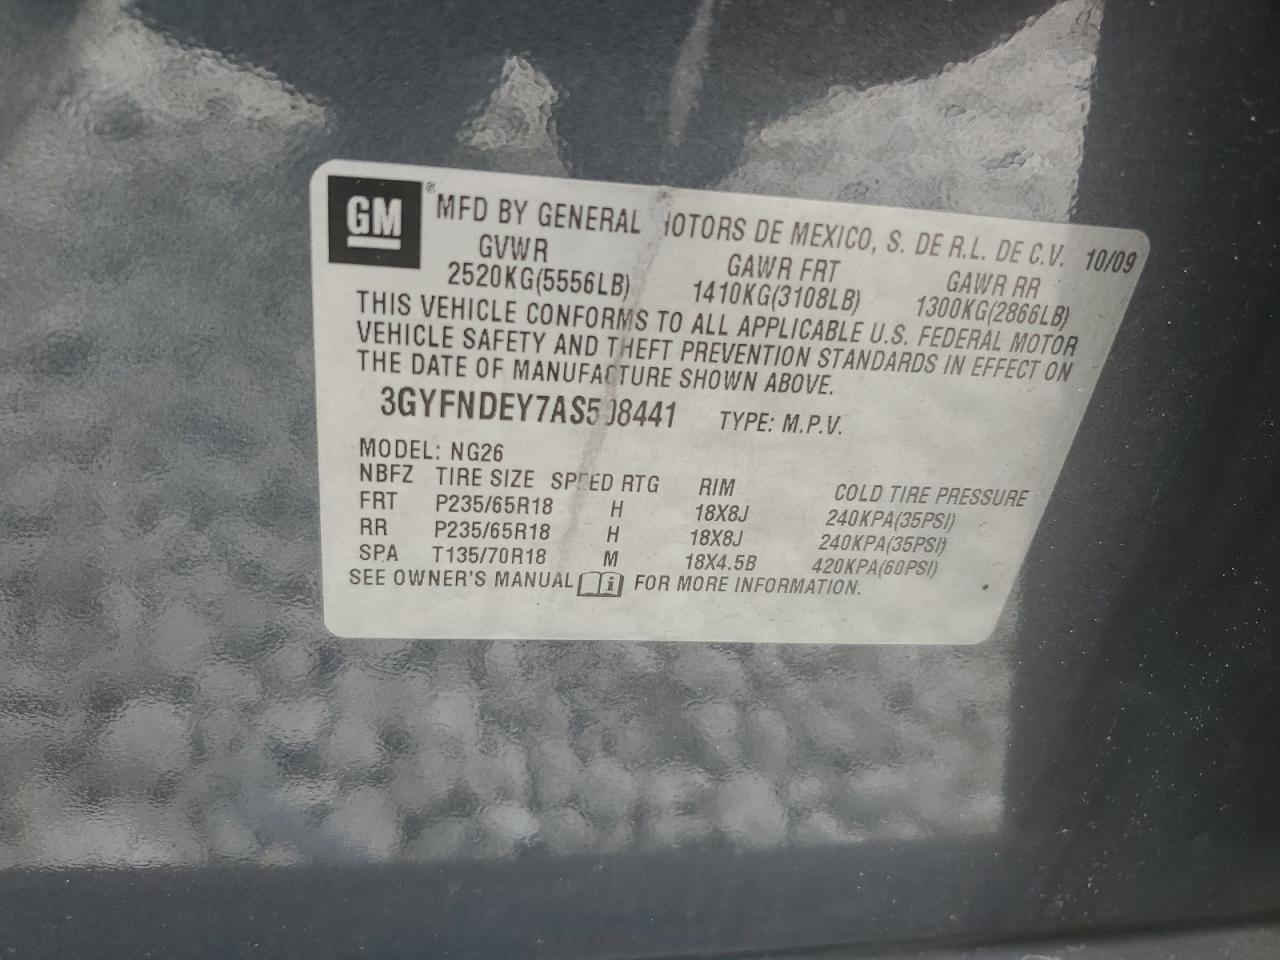 GM ® MFD BY GENERAL MOTORS DE MEXICO, S. DE R.L. DE C.V. 10/09
GVWR GAWR FRT GAWR RR
2520KG(5556LB) 1410KG(3108LB) 1300KG(2866LB)
THIS VEHICLE CONFORMS TO ALL APPLICABLE U.S. FEDERAL MOTOR
VEHICLE SAFETY AND THEFT PREVENTION STANDARDS IN EFFECT ON
THE DATE OF MANUFACTURE SHOWN ABOVE.
3GYFNDEY7AS508441 TYPE: M.P.V.
MODEL: NG26
NBFZ TIRE SIZE SPEED RTG RIM COLD TIRE PRESSURE
FRT P235/65R18 H 18X8J 240KPA(35PSI)
RR P235/65R18 H 18X8J 240KPA(35PSI)
SPA T135/70R18 M 18X4.5B 420KPA(60PSI)
SEE OWNER'S MANUAL i FOR MORE INFORMATION.